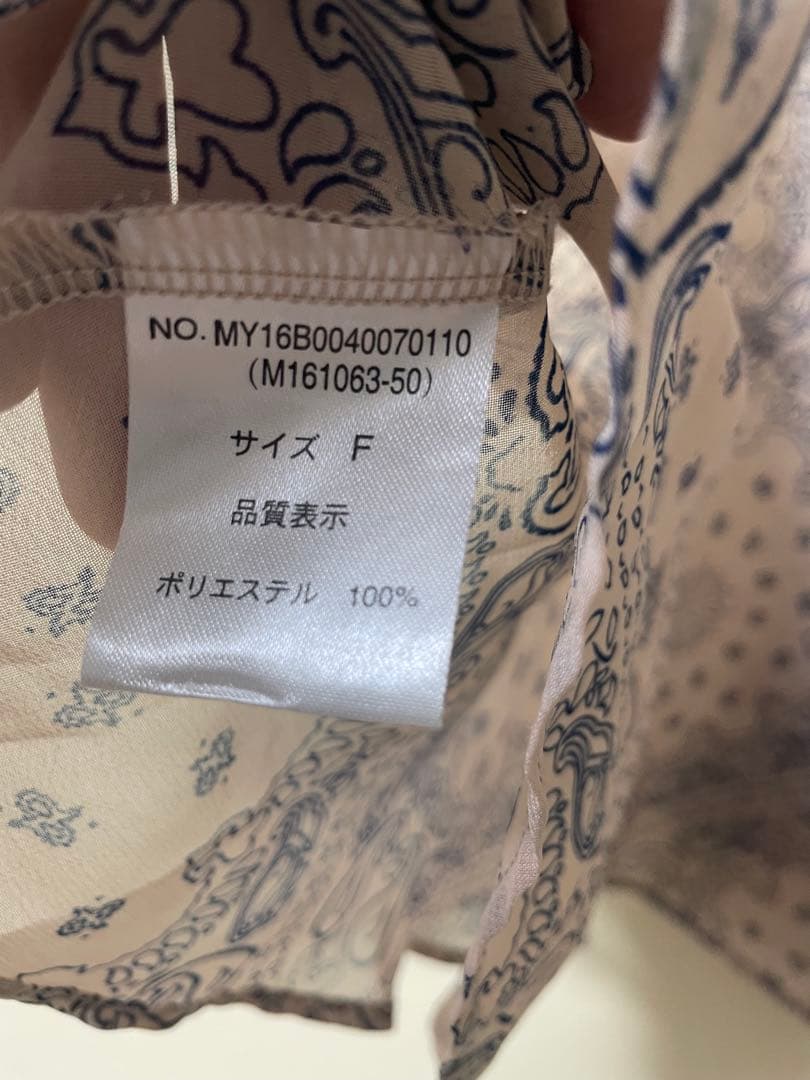 NO. MY16B0040070110
(M161063-50)
サイズ F
品質表示
ポリエステル 100%